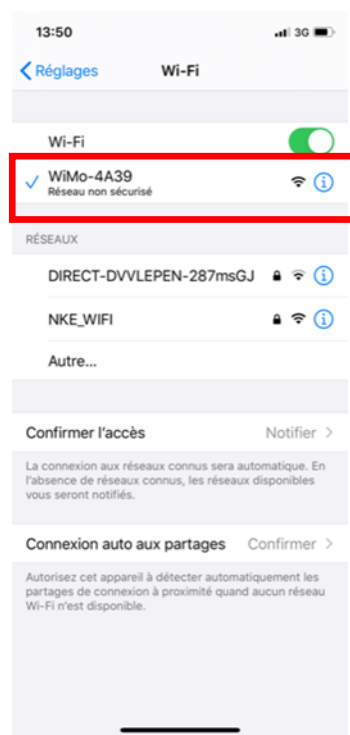 13:50 3G
Réglages Wi-Fi
Wi-Fi
WiMo-4A39
Réseau non sécurisé
RÉSEAUX
DIRECT-DVVLEPEN-287msGJ
NKE_WIFI
Autre...
Confirmer l'accès Notifier
La connexion aux réseaux connus sera automatique. En
l'absence de réseaux connus, les réseaux disponibles
vous seront notifiés.
Connexion auto aux partages Confirmer
Autorisez cet appareil à détecter automatiquement les
partages de connexion à proximité quand aucun réseau
Wi-Fi n'est disponible.